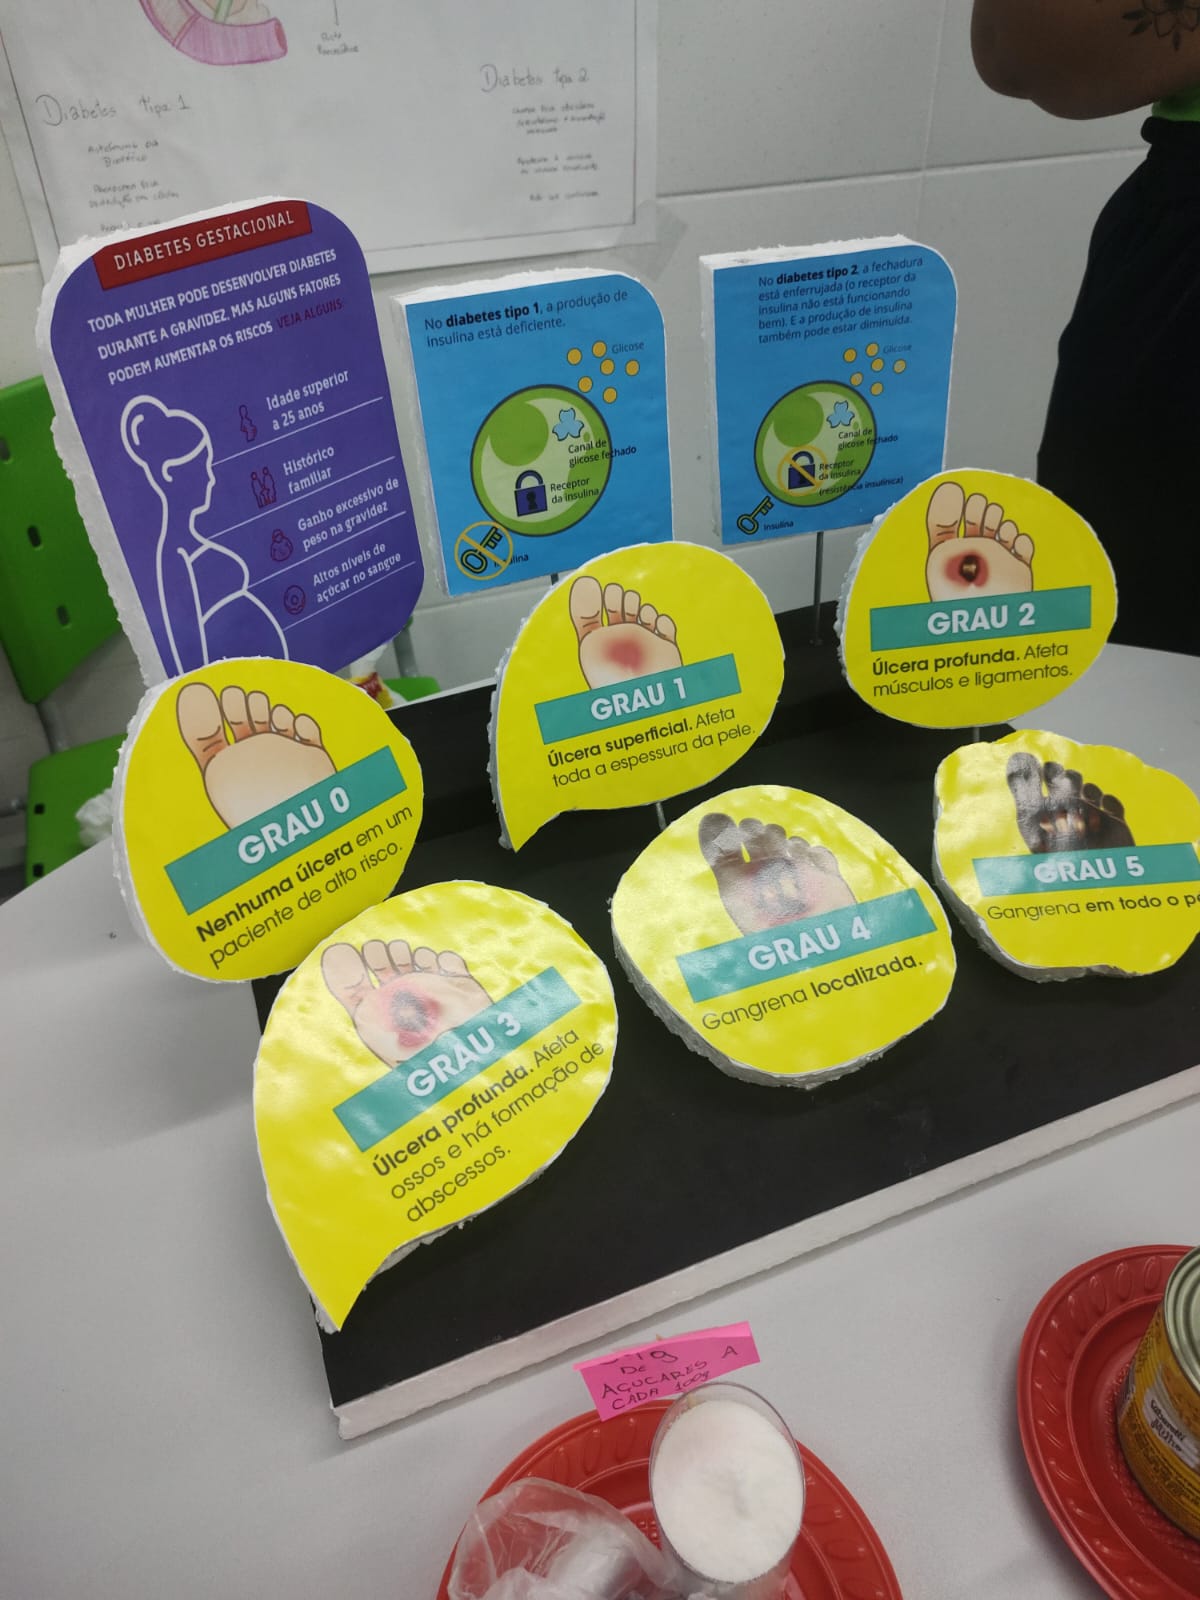 Diabetes tipo 1
Diabetes tipo 2
DIABETES GESTACIONAL
TODA MULHER PODE DESENVOLVER DIABETES
DURANTE A GRAVIDEZ, MAS ALGUNS FATORES
PODEM AUMENTAR OS RISCOS. VEJA ALGUNS:
Idade superior
a 25 anos
Histórico
familiar
Ganho excessivo de
peso na gravidez
Altos níveis de
açúcar no sangue
No diabetes tipo 1, a produção de
insulina está deficiente.
Glicose
Canal de
glicose fechado
Receptor
da insulina
No diabetes tipo 2, a fechadura
está enferrujada (o receptor da
insulina não está funcionando
bem). E a produção de insulina
também pode estar diminuída.
Glicose
Canal de
glicose fechado
Receptor
da insulina
(resistência insulínica)
Insulina
GRAU 0
Nenhuma úlcera em um
paciente de alto risco.
GRAU 1
Úlcera superficial. Afeta
toda a espessura da pele.
GRAU 2
Úlcera profunda. Afeta
músculos e ligamentos.
GRAU 3
Úlcera profunda. Afeta
ossos e há formação de
abscessos.
GRAU 4
Gangrena localizada.
GRAU 5
Gangrena em todo o
DE
AÇUCARES A
CADA 100g